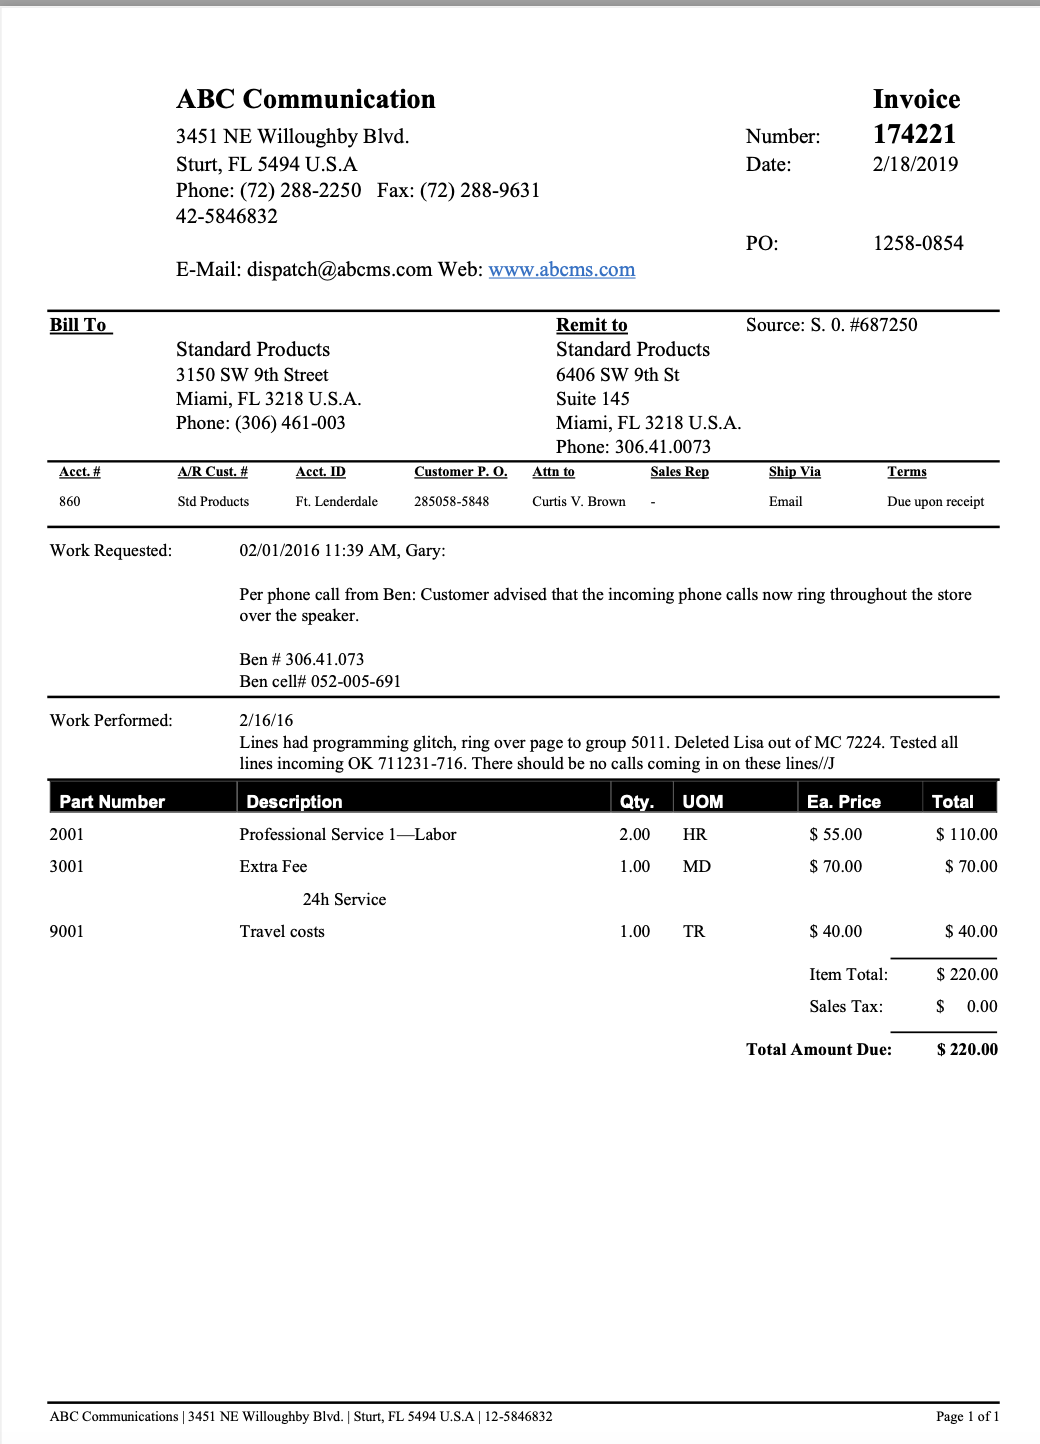 ABC Communication Invoice
3451 NE Willoughby Blvd. Number: 174221
Sturt, FL 5494 U.S.A Date: 2/18/2019
Phone: (72) 288-2250 Fax: (72) 288-9631
42-5846832
PO: 1258-0854
E-Mail: dispatch@abcms.com Web: www.abcms.com
Bill To
Standard Products
3150 SW 9th Street
Miami, FL 3218 U.S.A.
Phone: (306) 461-003
Remit to
Standard Products
6406 SW 9th St
Suite 145
Miami, FL 3218 U.S.A.
Phone: 306.41.0073
Source: S. 0. #687250
Acct. # A/R Cust. # Acct. ID Customer P. O. Attn to Sales Rep Ship Via Terms
860 Std Products Ft. Lenderdale 285058-5848 Curtis V. Brown - Email Due upon receipt
Work Requested: 02/01/2016 11:39 AM, Gary:
Per phone call from Ben: Customer advised that the incoming phone calls now ring throughout the store
over the speaker.
Ben # 306.41.073
Ben cell# 052-005-691
Work Performed: 2/16/16
Lines had programming glitch, ring over page to group 5011. Deleted Lisa out of MC 7224. Tested all
lines incoming OK 711231-716. There should be no calls coming in on these lines//J
Part Number Description Qty. UOM Ea. Price Total
2001 Professional Service 1—Labor 2.00 HR $ 55.00 $ 110.00
3001 Extra Fee 1.00 MD $ 70.00 $ 70.00
24h Service
9001 Travel costs 1.00 TR $ 40.00 $ 40.00
Item Total: $ 220.00
Sales Tax: $ 0.00
Total Amount Due: $ 220.00
ABC Communications | 3451 NE Willoughby Blvd. | Sturt, FL 5494 U.S.A | 12-5846832 Page 1 of 1